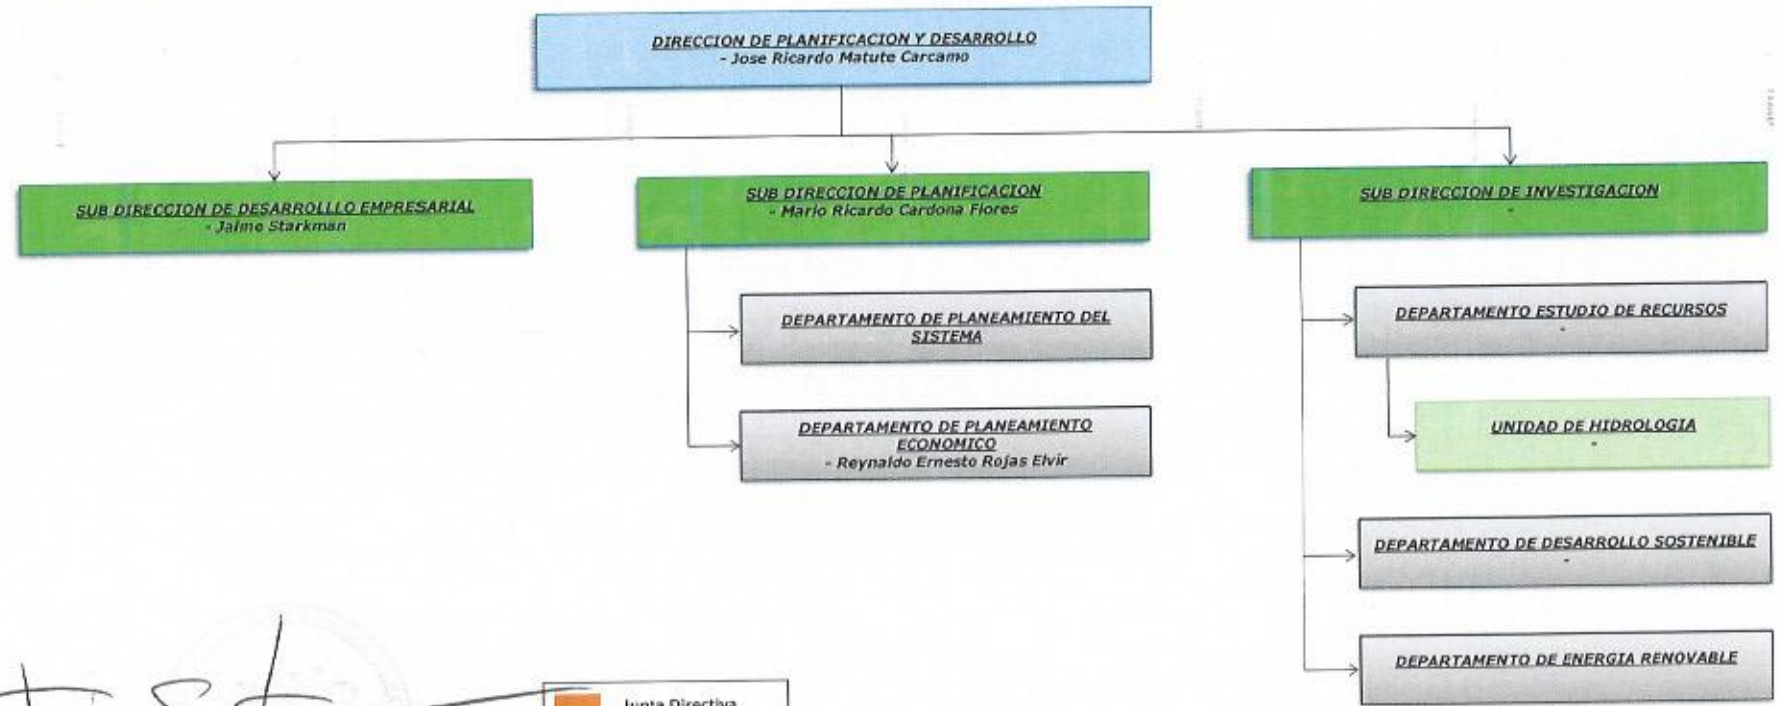 DIRECCION DE PLANIFICACION Y DESARROLLO
- Jose Ricardo Matute Carcamo
SUB DIRECCION DE DESARROLLLO EMPRESARIAL
- Jaime Starkman
SUB DIRECCION DE PLANIFICACION
- Mario Ricardo Cardona Flores
SUB DIRECCION DE INVESTIGACION
-
DEPARTAMENTO DE PLANEAMIENTO DEL
SISTEMA
DEPARTAMENTO DE PLANEAMIENTO
ECONOMICO
- Reynaldo Ernesto Rojas Elvir
DEPARTAMENTO ESTUDIO DE RECURSOS
-
UNIDAD DE HIDROLOGIA
-
DEPARTAMENTO DE DESARROLLO SOSTENIBLE
-
DEPARTAMENTO DE ENERGIA RENOVABLE
Junta Directiva